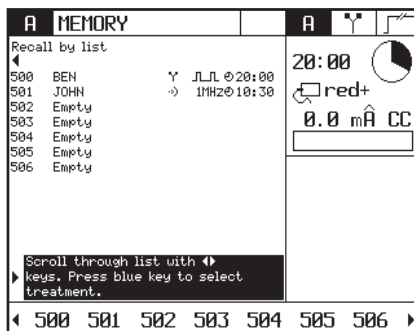 A MEMORY
Recall by list
500 BEN 20:00
501 JOHN 1MHz 10:30
502 Empty
503 Empty
504 Empty
505 Empty
506 Empty
Scroll through list with
keys. Press blue key to select
treatment.
500 501 502 503 504 505 506
A
20:00
red+
0.0 mÂ CC